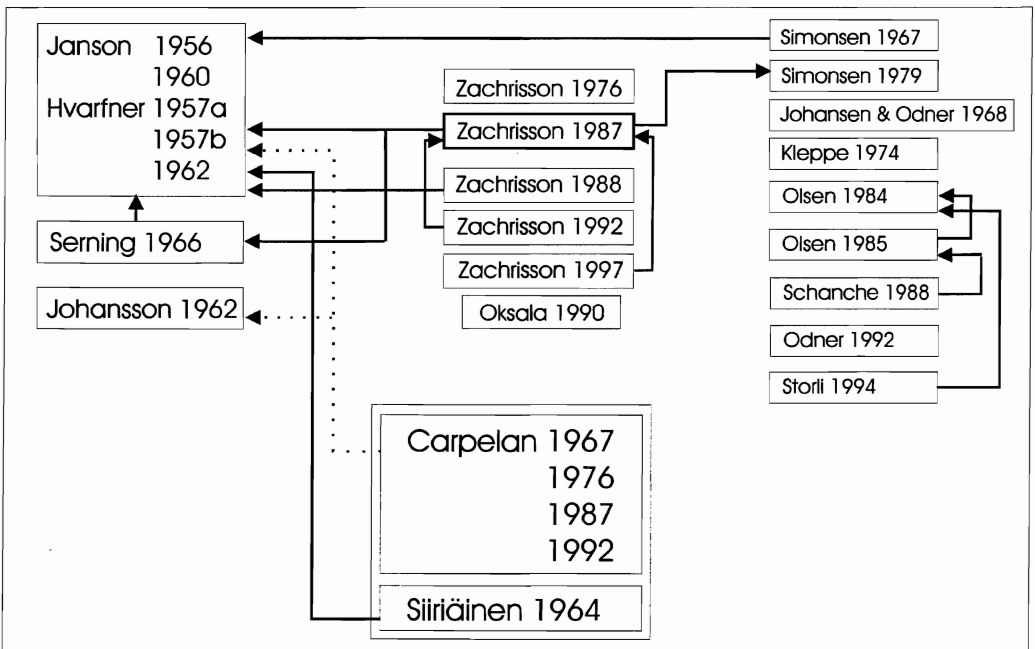 Janson 1956
1960
Hvarfner 1957a
1957b
1962
Serning 1966
Johansson 1962
Zachrisson 1976
Zachrisson 1987
Zachrisson 1988
Zachrisson 1992
Zachrisson 1997
Oksala 1990
Carpelan 1967
1976
1987
1992
Siiriäinen 1964
Simonsen 1967
Simonsen 1979
Johansen & Odner 1968
Kleppe 1974
Olsen 1984
Olsen 1985
Schanche 1988
Odner 1992
Storli 1994